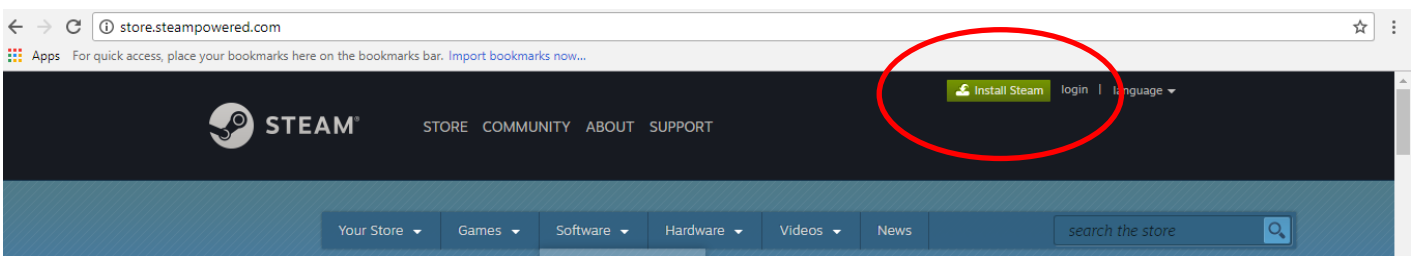 store.steampowered.com
Apps For quick access, place your bookmarks here on the bookmarks bar. Import bookmarks now...
Install Steam login | language
STEAM® STORE COMMUNITY ABOUT SUPPORT
Your Store Games Software Hardware Videos News search the store